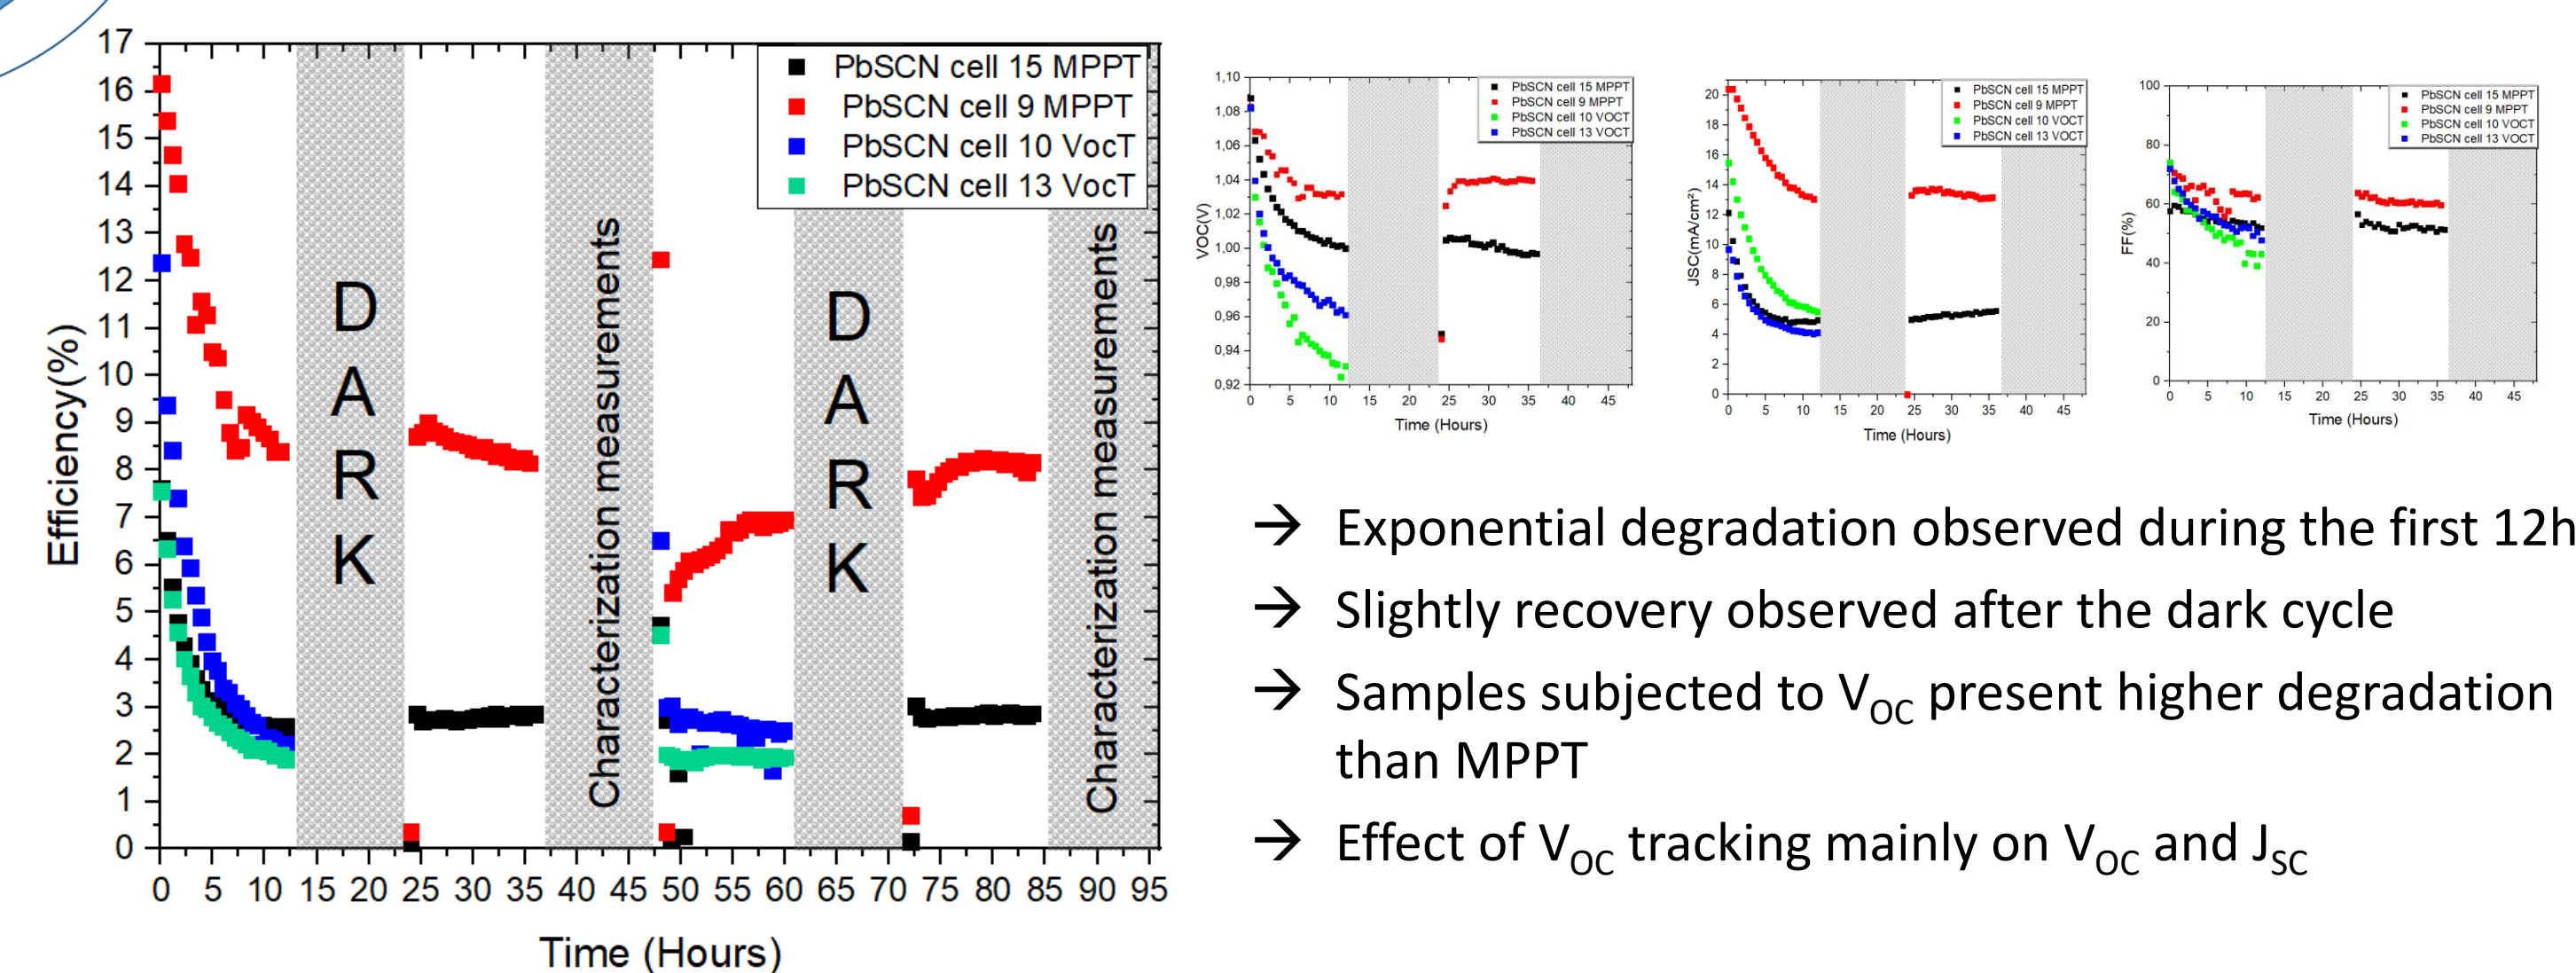 17
16
15
14
13
12
11
10
9
8
7
6
5
4
3
2
1
0
Efficiency(%)
PbSCN cell 15 MPPT
PbSCN cell 9 MPPT
PbSCN cell 10 VocT
PbSCN cell 13 VocT
DARK
Characterization measurements
DARK
Characterization measurements
0 5 10 15 20 25 30 35 40 45 50 55 60 65 70 75 80 85 90 95
Time (Hours)
1,10
1,08
1,06
1,04
1,02
1,00
0,98
0,96
0,94
0,92
VOC(V)
PbSCN cell 15 MPPT
PbSCN cell 9 MPPT
PbSCN cell 10 VOCT
PbSCN cell 13 VOCT
0 5 10 15 20 25 30 35 40 45
Time (Hours)
20
18
16
14
12
10
8
6
4
2
0
JSC(mA/cm²)
PbSCN cell 15 MPPT
PbSCN cell 9 MPPT
PbSCN cell 10 VOCT
PbSCN cell 13 VOCT
0 5 10 15 20 25 30 35 40 45
Time (Hours)
100
80
60
40
20
0
FF(%)
PbSCN cell 15 MPPT
PbSCN cell 9 MPPT
PbSCN cell 10 VOCT
PbSCN cell 13 VOCT
0 5 10 15 20 25 30 35 40 45
Time (Hours)
→ Exponential degradation observed during the first 12h
→ Slightly recovery observed after the dark cycle
→ Samples subjected to VOC present higher degradation
than MPPT
→ Effect of VOC tracking mainly on VOC and JSC